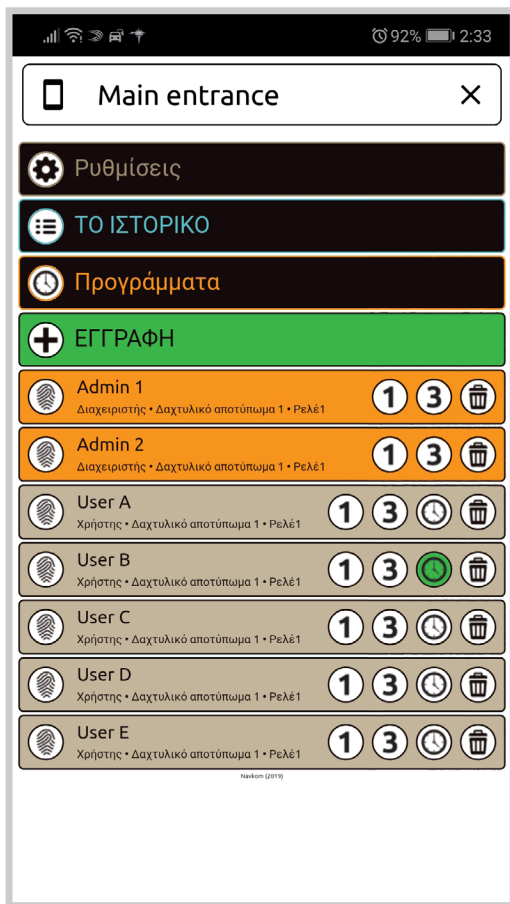 92% 2:33
Main entrance
Ρυθμίσεις
ΤΟ ΙΣΤΟΡΙΚΟ
Προγράμματα
ΕΓΓΡΑΦΗ
Admin 1
Διαχειριστής • Δαχτυλικό αποτύπωμα 1 • Ρελέ1
1 3
Admin 2
Διαχειριστής • Δαχτυλικό αποτύπωμα 1 • Ρελέ1
1 3
User A
Χρήστης • Δαχτυλικό αποτύπωμα 1 • Ρελέ1
1 3
User B
Χρήστης • Δαχτυλικό αποτύπωμα 1 • Ρελέ1
1 3
User C
Χρήστης • Δαχτυλικό αποτύπωμα 1 • Ρελέ1
1 3
User D
Χρήστης • Δαχτυλικό αποτύπωμα 1 • Ρελέ1
1 3
User E
Χρήστης • Δαχτυλικό αποτύπωμα 1 • Ρελέ1
1 3
Navkom (2019)